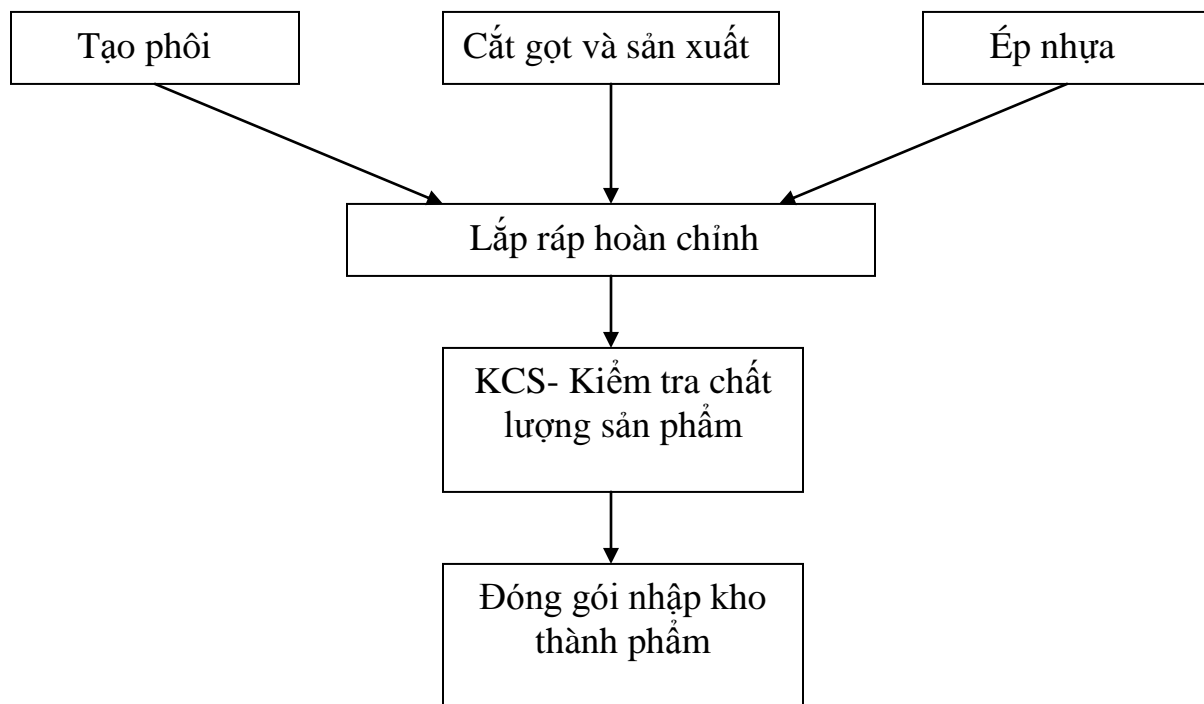 Tạo phôi
Cắt gọt và sản xuất
Ép nhựa
Lắp ráp hoàn chỉnh
KCS- Kiểm tra chất
lượng sản phẩm
Đóng gói nhập kho
thành phẩm